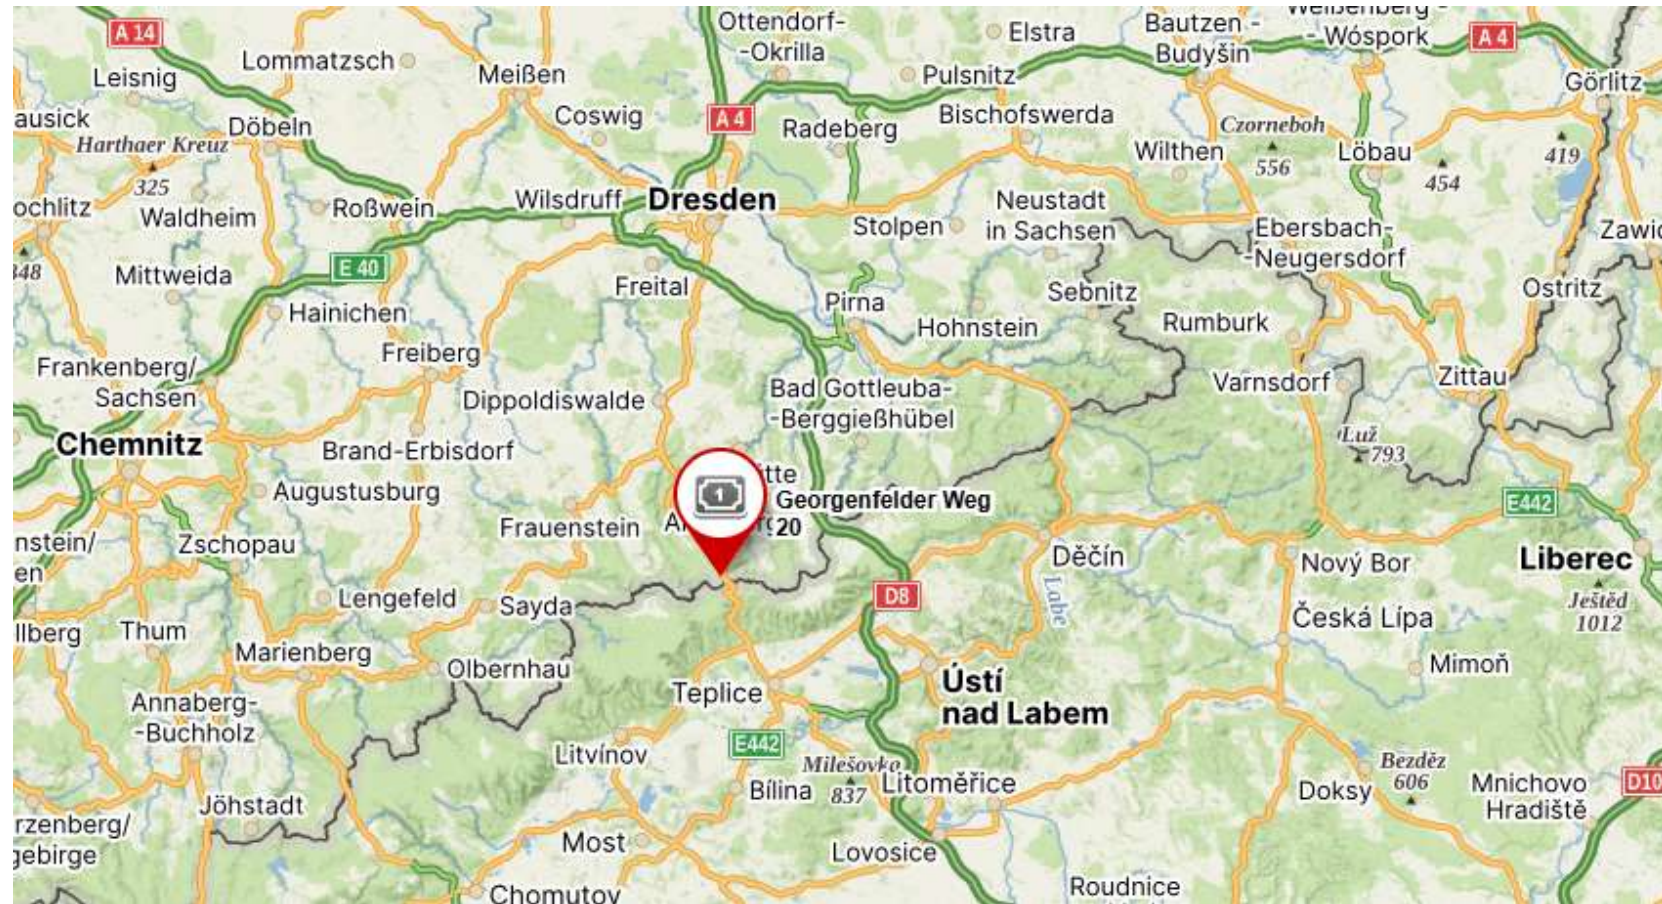 A 14
Ottendorf-
-Okrilla
Elstra
Bautzen -
Budyšin
- Wóspork
A 4
Lommatzsch
Leisnig
Meißen
Pulsnitz
Görlitz
Coswig
A 4
Radeberg
Bischofswerda
Döbeln
Harthaer Kreuz
325
Czorneboh
556
Wilthen
Löbau
454
419
Roßwein
Wilsdruff
Dresden
Waldheim
Neustadt
in Sachsen
Stolpen
Ebersbach-
-Neugersdorf
Mittweida
E 40
Freital
Pirna
Sebnitz
Ostritz
Hainichen
Hohnstein
Rumburk
Freiberg
Frankenberg/
Sachsen
Dippoldiswalde
Bad Gottleuba-
-Berggießhübel
Varnsdorf
Zittau
Chemnitz
Brand-Erbisdorf
Luž
793
Augustusburg
1
Georgenfelder Weg
20
E442
Frauenstein
Zschopau
Děčín
Nový Bor
Liberec
Lengefeld
Sayda
D8
Labe
Ještěd
1012
Česká Lípa
Thum
Marienberg
Olbernhau
Mimoň
Teplice
Ústí
nad Labem
Annaberg-
-Buchholz
E442
Litvínov
Milešovka
837
Bílina
Litoměřice
Bezděz
606
Doksy
Mnichovo
Hradiště
D10
Jöhstadt
Most
Lovosice
Chomutov
Roudnice